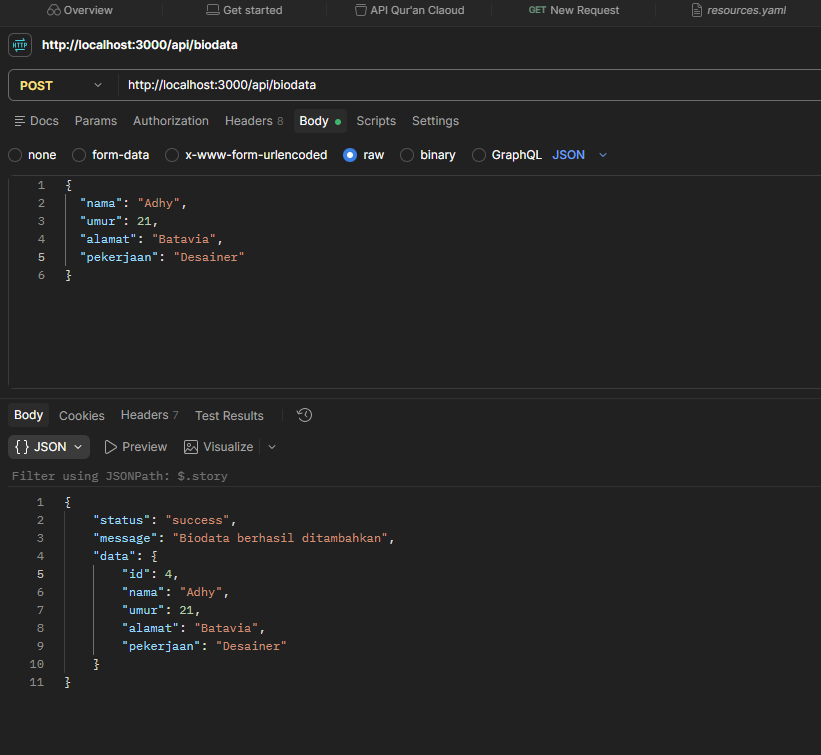 Overview Get started API Qur'an Claoud GET New Request resources.yaml
HTTP http://localhost:3000/api/biodata
POST http://localhost:3000/api/biodata
Docs Params Authorization Headers 8 Body Scripts Settings
none form-data x-www-form-urlencoded raw binary GraphQL JSON
1 {
2 "nama": "Adhy",
3 "umur": 21,
4 "alamat": "Batavia",
5 "pekerjaan": "Desainer"
6 }
Body Cookies Headers 7 Test Results
{} JSON Preview Visualize
Filter using JSONPath: $.story
1 {
2 "status": "success",
3 "message": "Biodata berhasil ditambahkan",
4 "data": {
5 "id": 4,
6 "nama": "Adhy",
7 "umur": 21,
8 "alamat": "Batavia",
9 "pekerjaan": "Desainer"
10 }
11 }